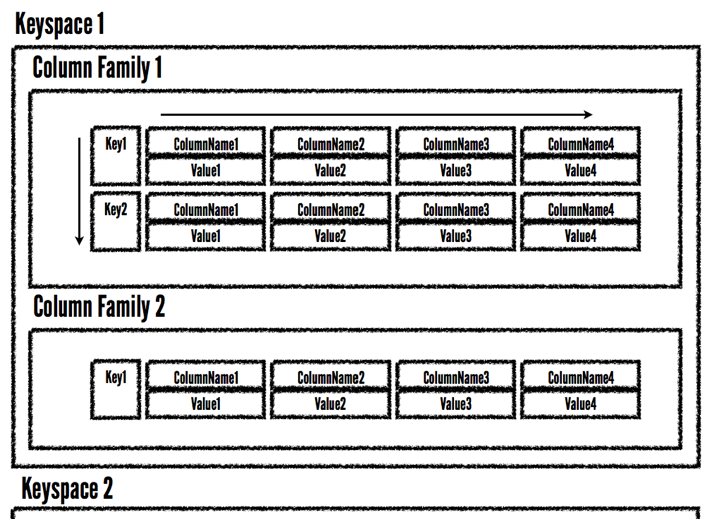 Keyspace 1
Column Family 1
Key1 ColumnName1 ColumnName2 ColumnName3 ColumnName4
Value1 Value2 Value3 Value4
Key2 ColumnName1 ColumnName2 ColumnName3 ColumnName4
Value1 Value2 Value3 Value4
Column Family 2
Key1 ColumnName1 ColumnName2 ColumnName3 ColumnName4
Value1 Value2 Value3 Value4
Keyspace 2